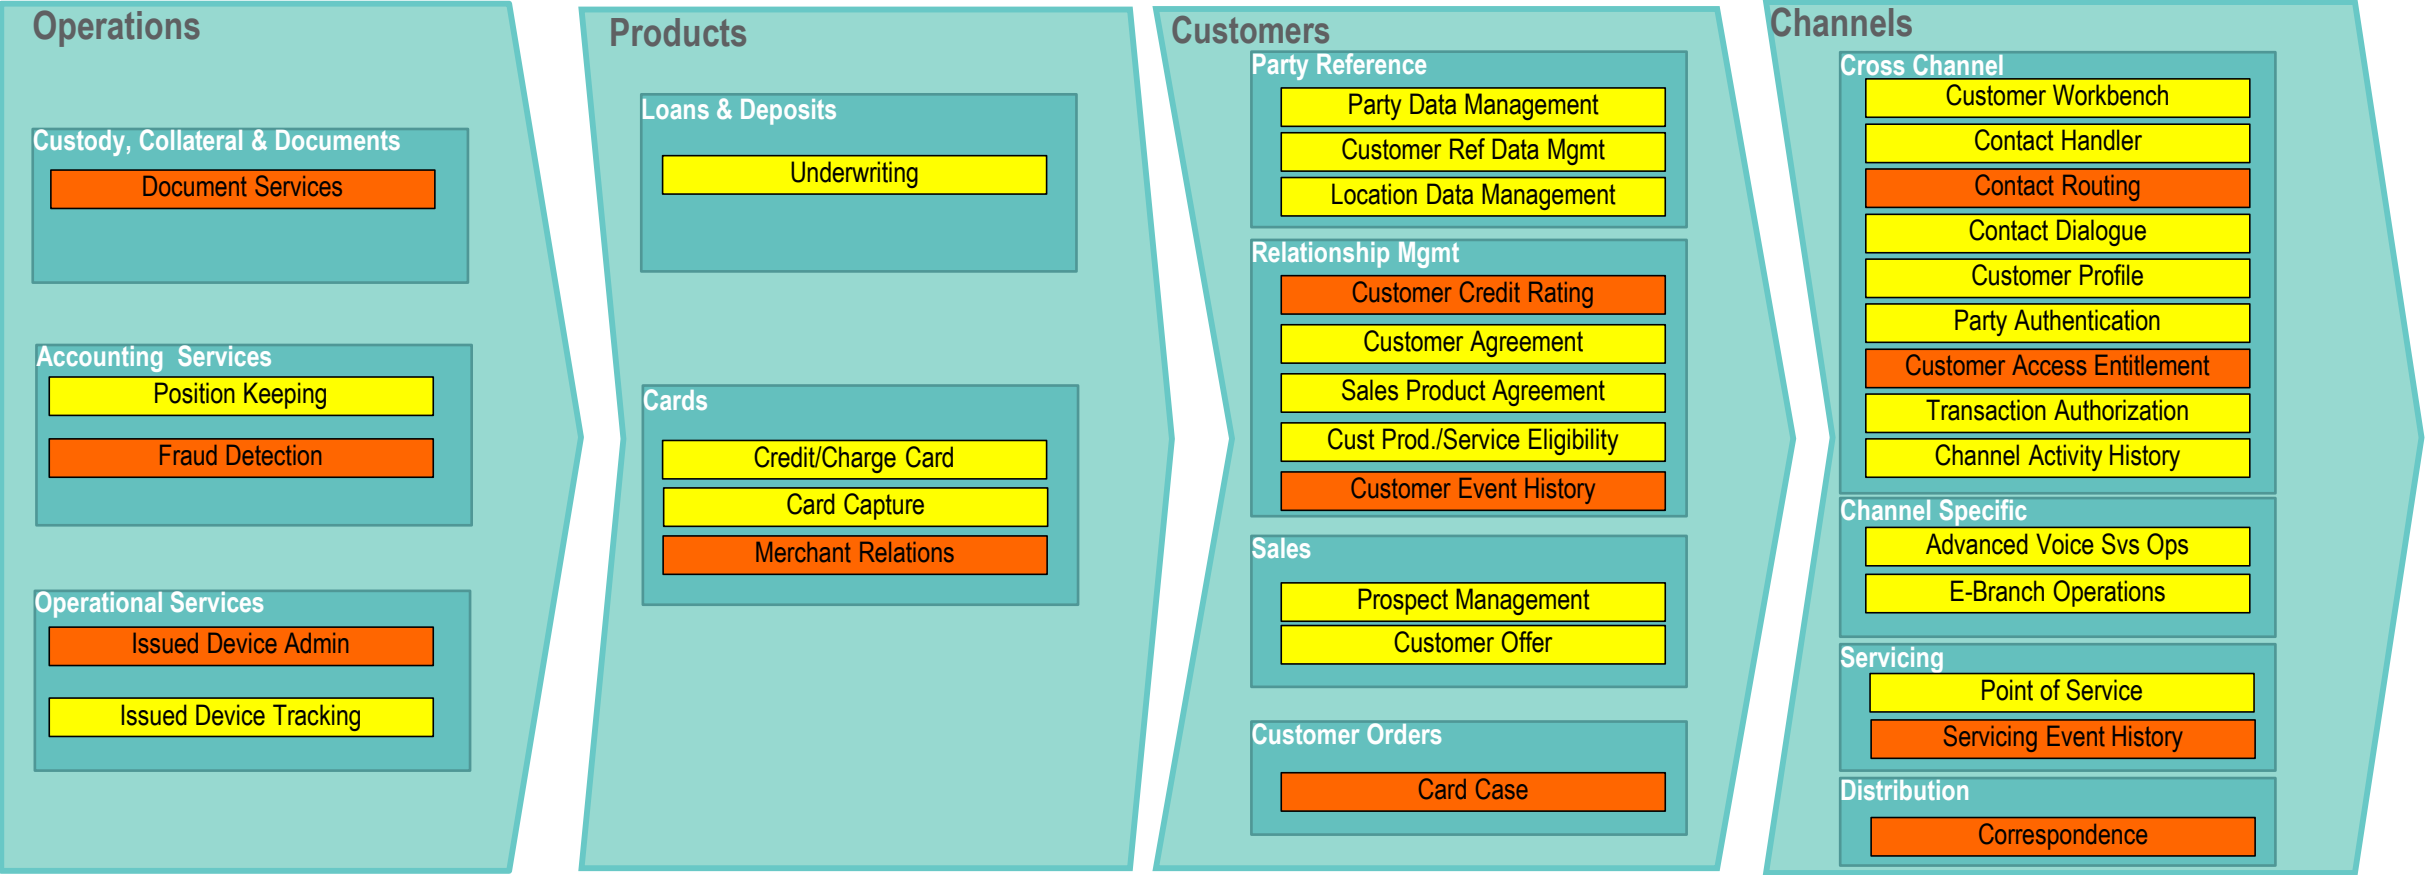 Operations
Custody, Collateral & Documents
Document Services
Accounting  Services
Position Keeping
Fraud Detection
Operational Services
Issued Device Admin
Issued Device Tracking
Products
Loans & Deposits
Underwriting
Cards
Credit/Charge Card
Card Capture
Merchant Relations
Customers
Party Reference
Party Data Management
Customer Ref Data Mgmt
Location Data Management
Relationship Mgmt
Customer Credit Rating
Customer Agreement
Sales Product Agreement
Cust Prod./Service Eligibility
Customer Event History
Sales
Prospect Management
Customer Offer
Customer Orders
Card Case
Channels
Cross Channel
Customer Workbench
Contact Handler
Contact Routing
Contact Dialogue
Customer Profile
Party Authentication
Customer Access Entitlement
Transaction Authorization
Channel Activity History
Channel Specific
Advanced Voice Svs Ops
E-Branch Operations
Servicing
Point of Service
Servicing Event History
Distribution
Correspondence